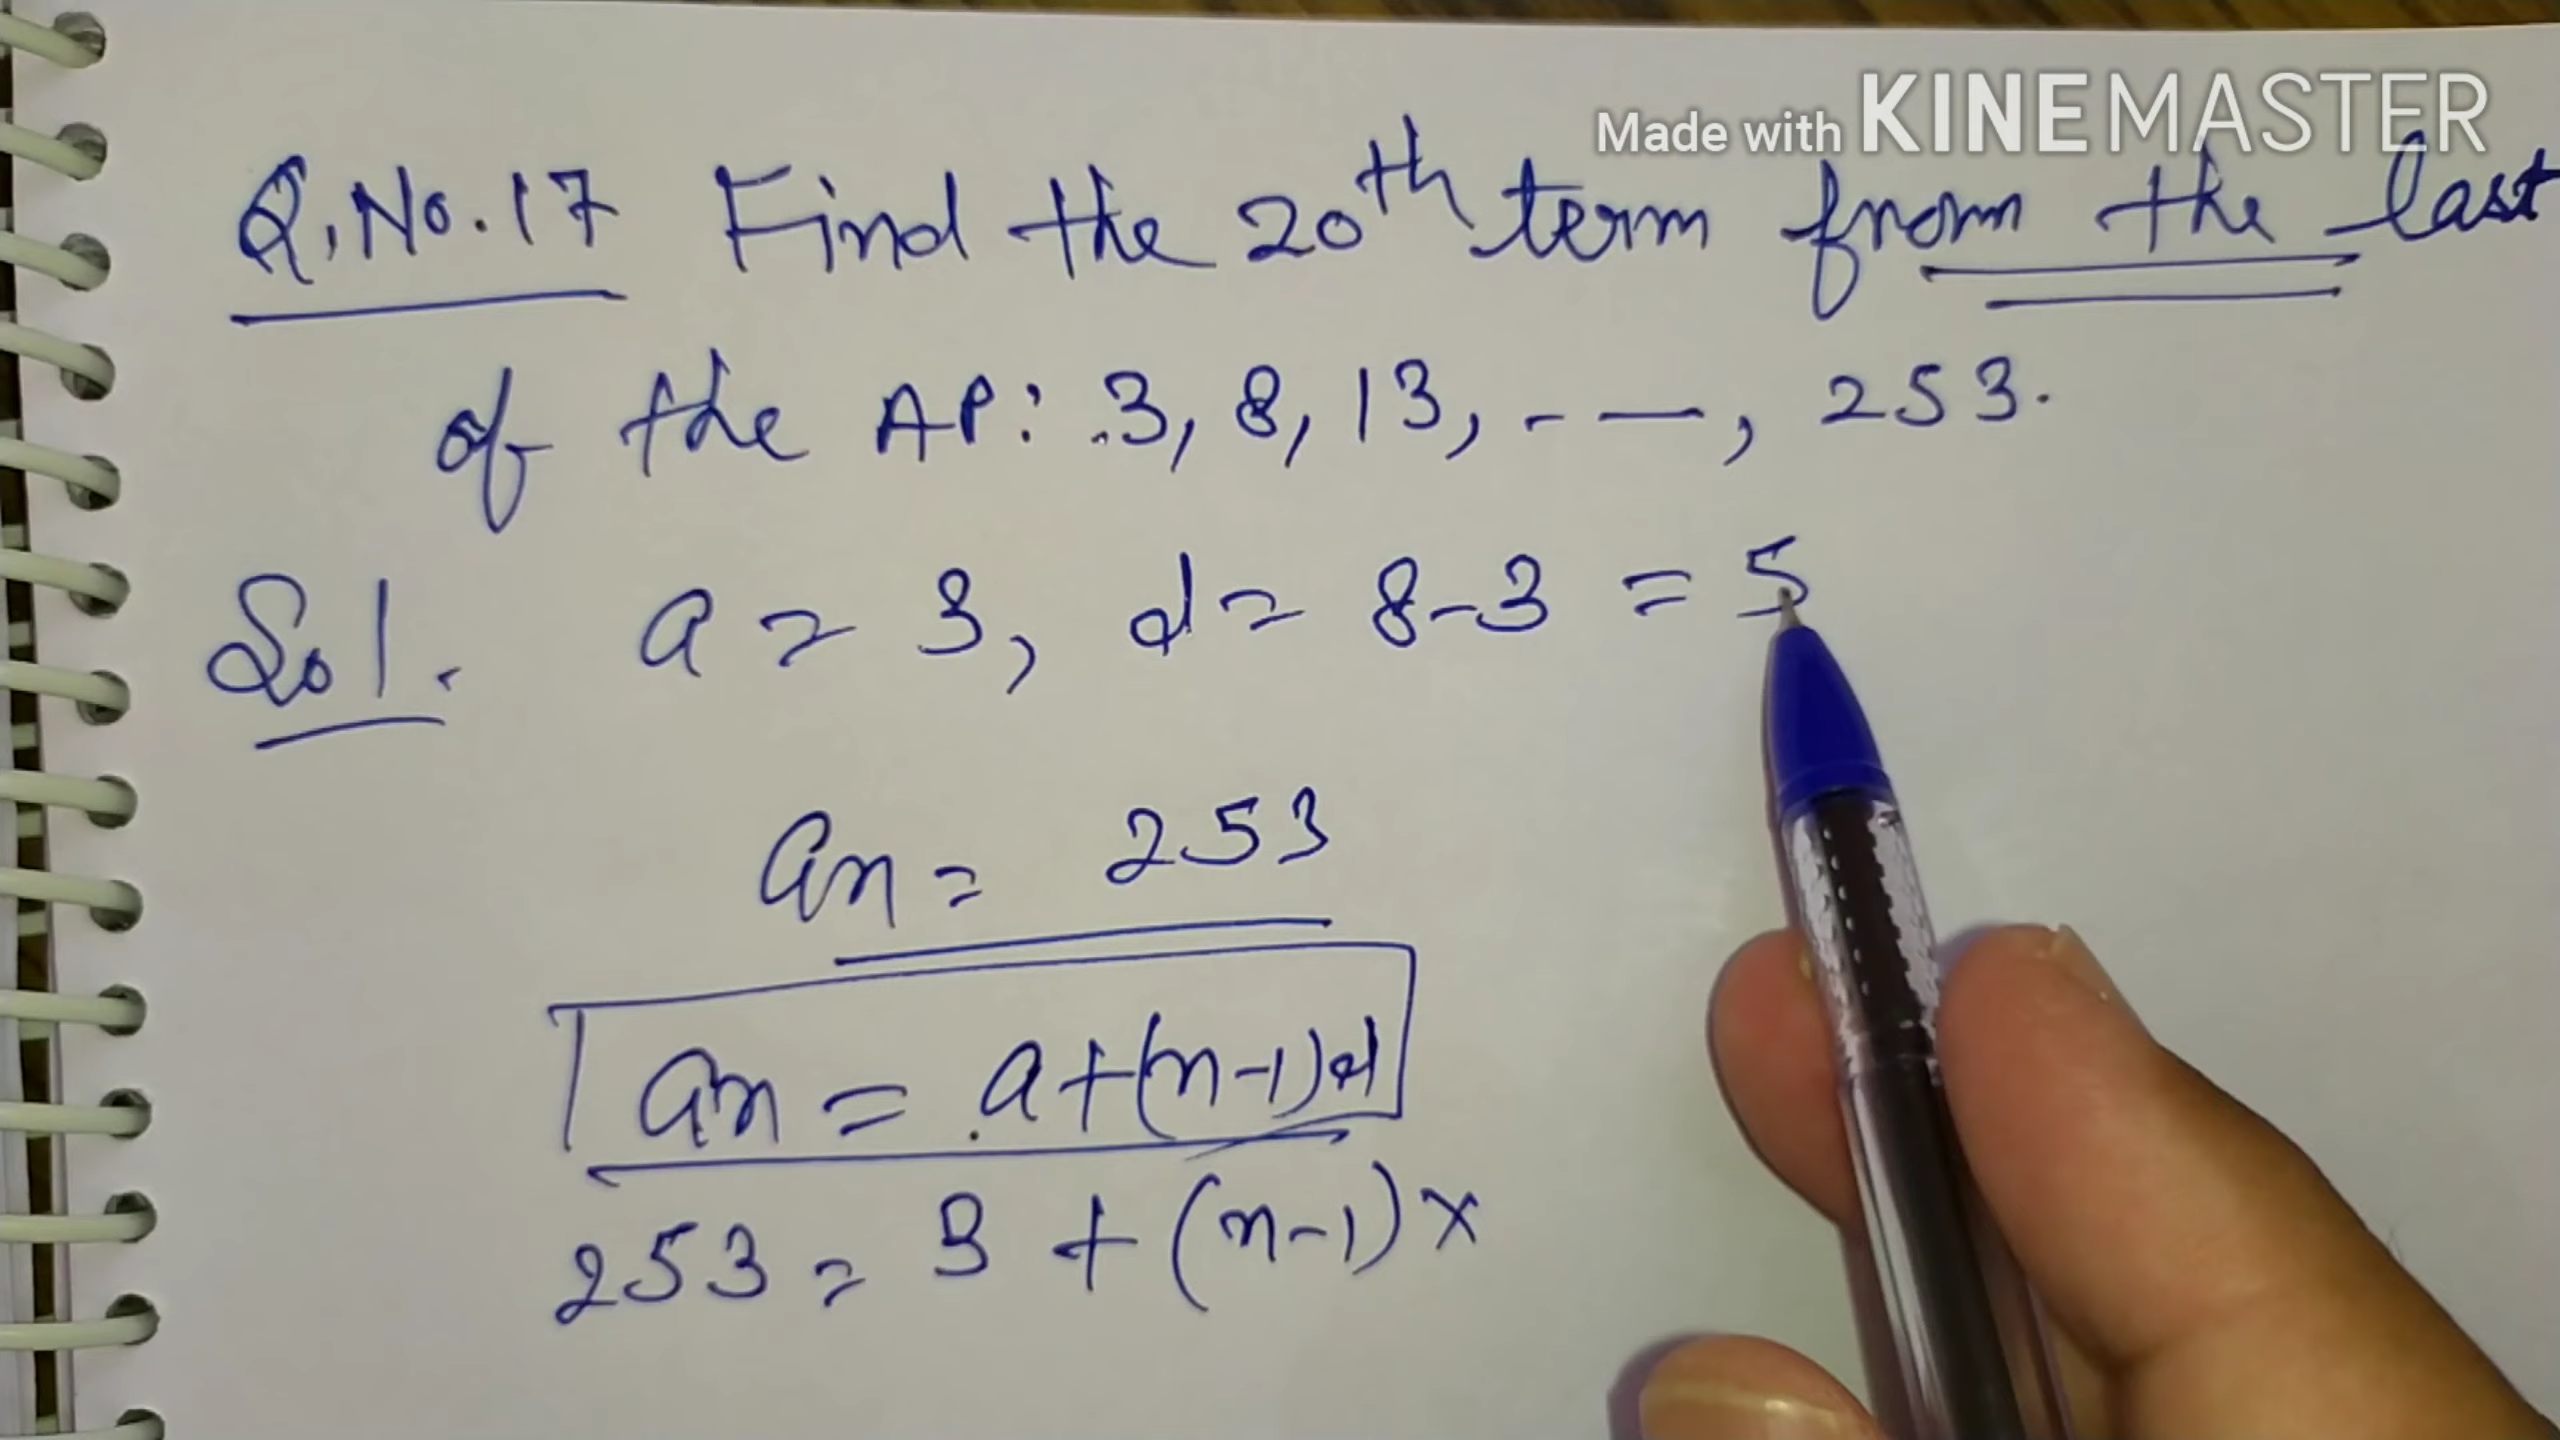 Made with KINEMASTER
Q.No.17 Find the 20th term from the last
of the AP: 3, 8, 13, - —, 253.
Sol. a = 3, d = 8-3 = 5
an = 253
an = a+(n-1)d
253 = 3 + (n-1)×